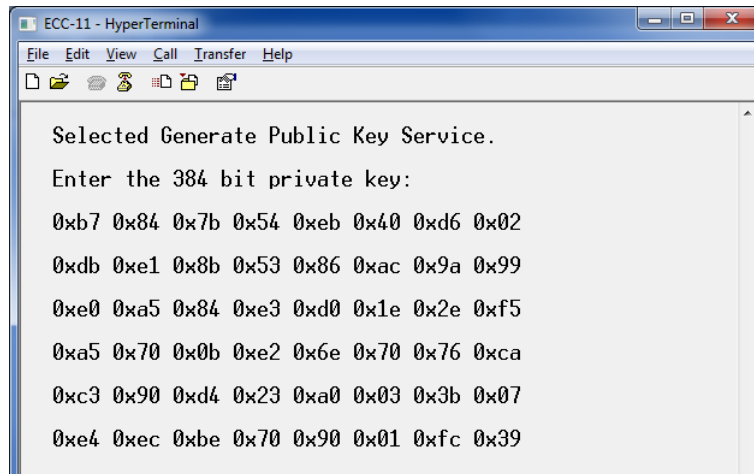 ECC-11 - HyperTerminal
File Edit View Call Transfer Help
Selected Generate Public Key Service.
Enter the 384 bit private key:
0xb7 0x84 0x7b 0x54 0xeb 0x40 0xd6 0x02
0xdb 0xe1 0x8b 0x53 0x86 0xac 0x9a 0x99
0xe0 0xa5 0x84 0xe3 0xd0 0x1e 0x2e 0xf5
0xa5 0x70 0x0b 0xe2 0x6e 0x70 0x76 0xca
0xc3 0x90 0xd4 0x23 0xa0 0x03 0x3b 0x07
0xe4 0xec 0xbe 0x70 0x90 0x01 0xfc 0x39